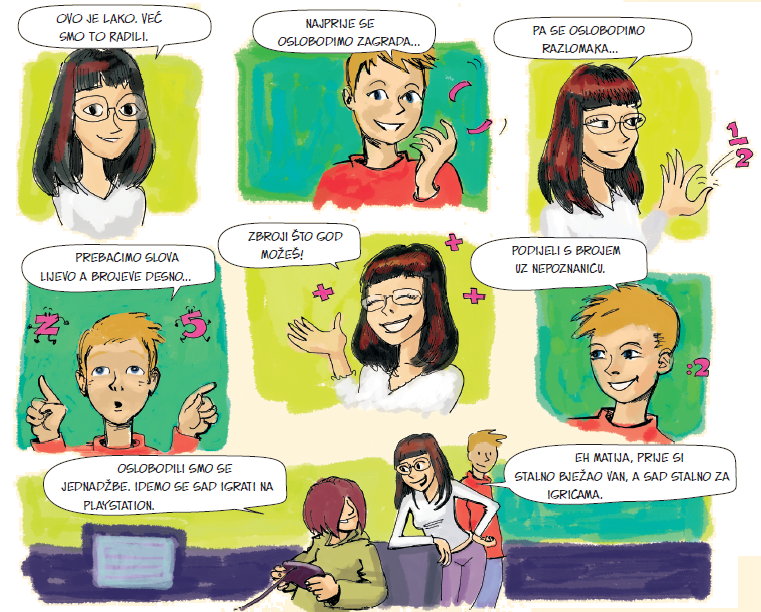 OVO JE LAKO. VEĆ
SMO TO RADILI.
NAJPRIJE SE
OSLOBODIMO ZAGRADA...
PA SE OSLOBODIMO
RAZLOMAKA...
1
2
PREBACIMO SLOVA
LIJEVO A BROJEVE DESNO...
z
5
ZBROJI ŠTO GOD
MOŽEŠ!
+
+
+
PODIJELI S BROJEM
UZ NEPOZNANICU.
:2
OSLOBODILI SMO SE
JEDNADŽBE. IDEMO SE SAD IGRATI NA
PLAYSTATION.
EH MATIJA, PRIJE SI
STALNO BJEŽAO VAN, A SAD STALNO ZA
IGRICAMA.